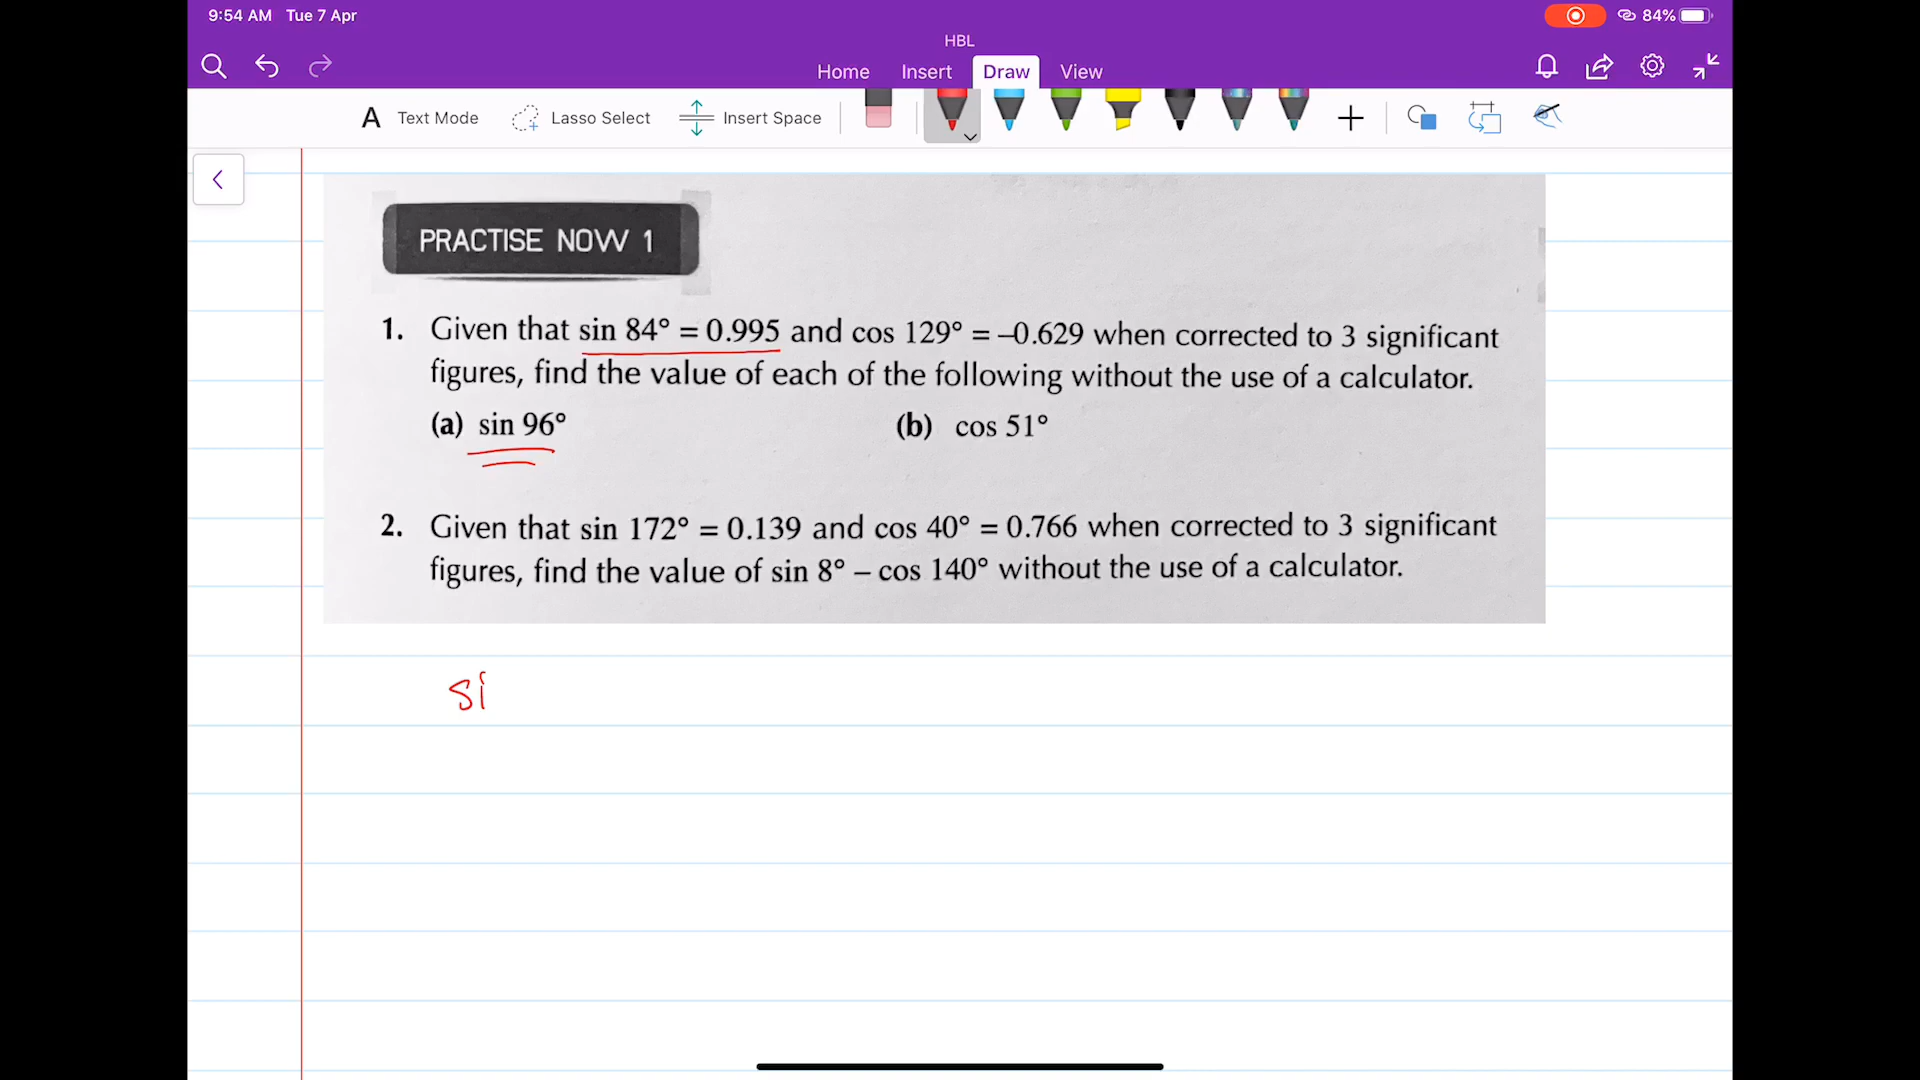 9:54 AM Tue 7 Apr
84%
HBL
Home Insert Draw View
A Text Mode Lasso Select Insert Space
PRACTISE NOW 1
1. Given that sin 84° = 0.995 and cos 129° = –0.629 when corrected to 3 significant
figures, find the value of each of the following without the use of a calculator.
(a) sin 96° (b) cos 51°
2. Given that sin 172° = 0.139 and cos 40° = 0.766 when corrected to 3 significant
figures, find the value of sin 8° – cos 140° without the use of a calculator.
si